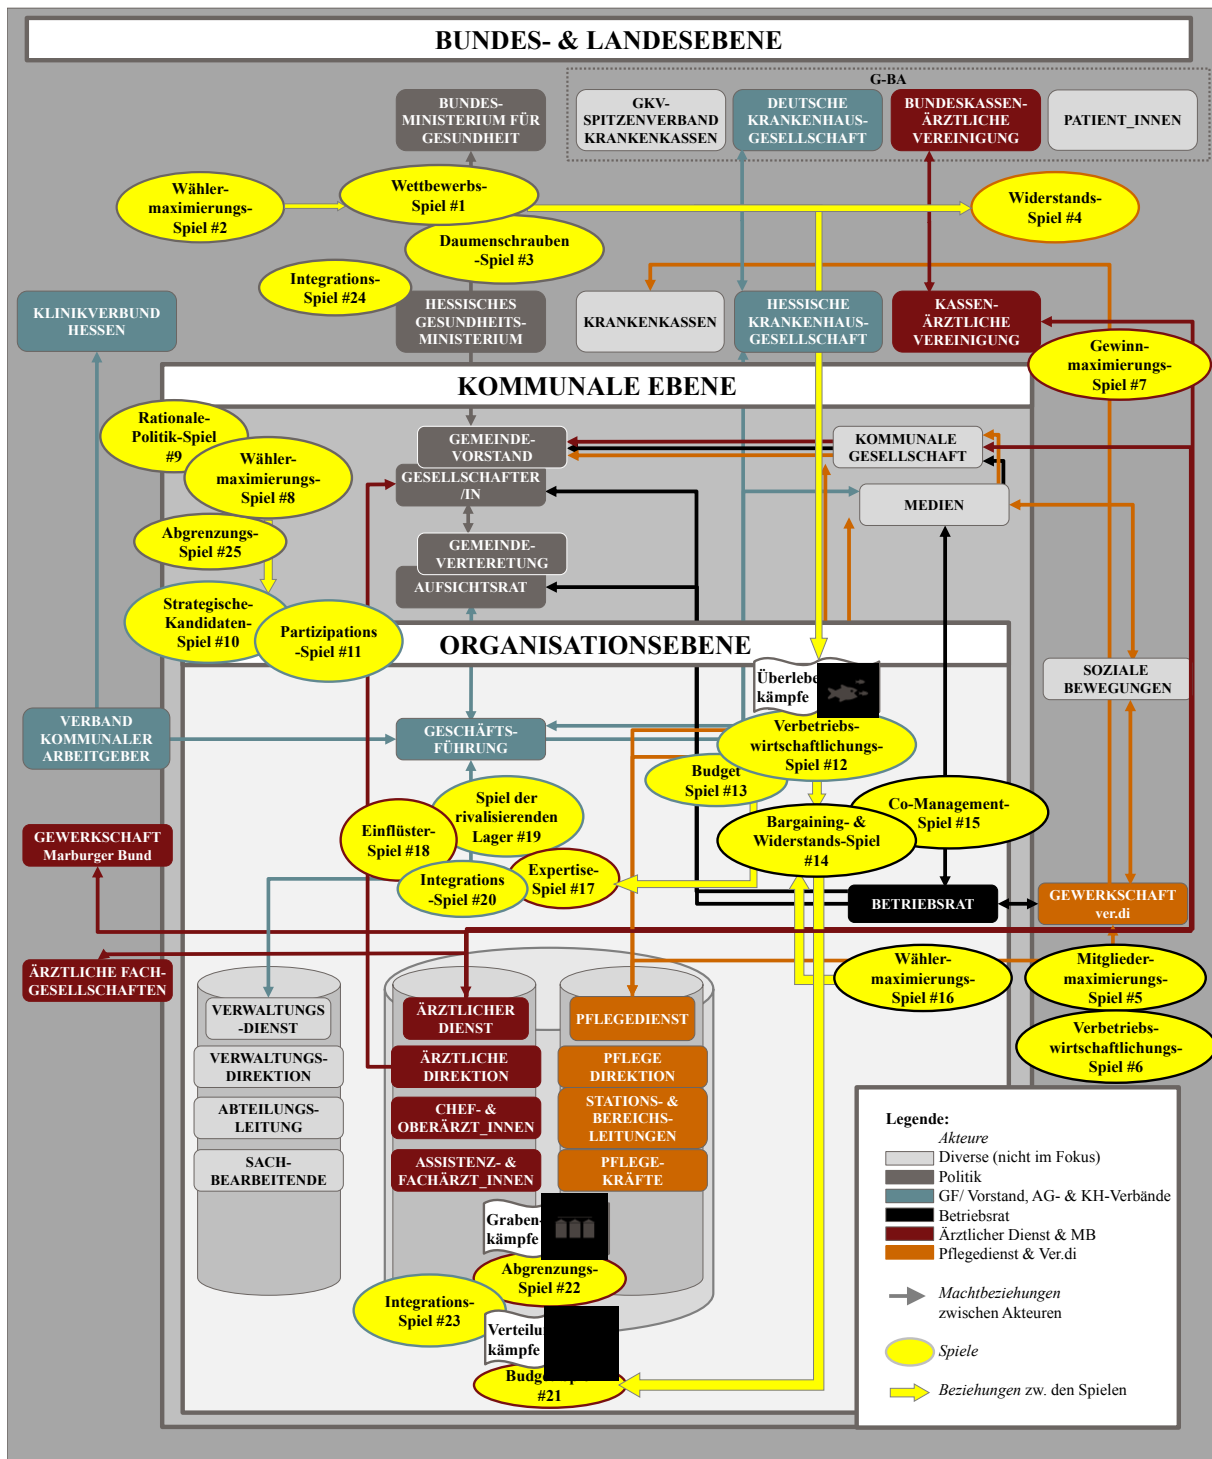 BUNDES- & LANDESEBENE
G-BA
BUNDES-
MINISTERIUM FÜR
GESUNDHEIT
GKV-
SPITZENVERBAND
KRANKENKASSEN
DEUTSCHE
KRANKENHAUS-
GESELLSCHAFT
BUNDESKASSEN-
ÄRZTLICHE
VEREINIGUNG
PATIENT_INNEN
Wähler-
maximierungs-
Spiel #2
Wettbewerbs-
Spiel #1
Widerstands-
Spiel #4
Daumenschrauben
-Spiel #3
Integrations-
Spiel #24
KLINIKVERBUND
HESSEN
HESSISCHES
GESUNDHEITS-
MINISTERIUM
KRANKENKASSEN
HESSISCHE
KRANKENHAUS-
GESELLSCHAFT
KASSEN-
ÄRZTLICHE
VEREINIGUNG
Gewinn-
maximierungs-
Spiel #7
KOMMUNALE EBENE
Rationale-
Politik-Spiel
#9
Wähler-
maximierungs-
Spiel #8
GEMEINDE-
VORSTAND
GESELLSCHAFTER
/IN
KOMMUNALE
GESELLSCHAFT
MEDIEN
Abgrenzungs-
Spiel #25
GEMEINDE-
VERTERETUNG
AUFSICHTSRAT
Strategische-
Kandidaten-
Spiel #10
Partizipations
-Spiel #11
ORGANISATIONSEBENE
kämpfe
SOZIALE
BEWEGUNGEN
VERBAND
KOMMUNALER
ARBEITGEBER
GESCHÄFTS-
FÜHRUNG
Verbetriebs-
wirtschaftlichungs-
Spiel #12
Budget
Spiel #13
Spiel der
rivalisierenden
Lager #19
Co-Management-
Spiel #15
Bargaining- &
Widerstands-Spiel
#14
GEWERKSCHAFT
Marburger Bund
Einflüster-
Spiel #18
Expertise-
Spiel #17
Integrations
-Spiel #20
BETRIEBSRAT
GEWERKSCHAFT
ver.di
ÄRZTLICHE FACH-
GESELLSCHAFTEN
Wähler-
maximierungs-
Spiel #16
Mitglieder-
maximierungs-
Spiel #5
Verbetriebs-
wirtschaftlichungs-
Spiel #6
VERWALTUNGS
-DIENST
ÄRZTLICHER
DIENST
PFLEGEDIENST
VERWALTUNGS-
DIREKTION
ÄRZTLICHE
DIREKTION
PFLEGE
DIREKTION
ABTEILUNGS-
LEITUNG
CHEF- &
OBERÄRZT_INNEN
STATIONS- &
BEREICHS-
LEITUNGEN
SACH-
BEARBEITENDE
ASSISTENZ- &
FACHÄRZT_INNEN
PFLEGE-
KRÄFTE
Graben-
kämpfe
Abgrenzungs-
Spiel #22
Integrations-
Spiel #23
kämpfe
#21
Legende:
Akteure
Diverse (nicht im Fokus)
Politik
GF/ Vorstand, AG- & KH-Verbände
Betriebsrat
Ärztlicher Dienst & MB
Pflegedienst & Ver.di
Machtbeziehungen
zwischen Akteuren
Spiele
Beziehungen zw. den Spielen